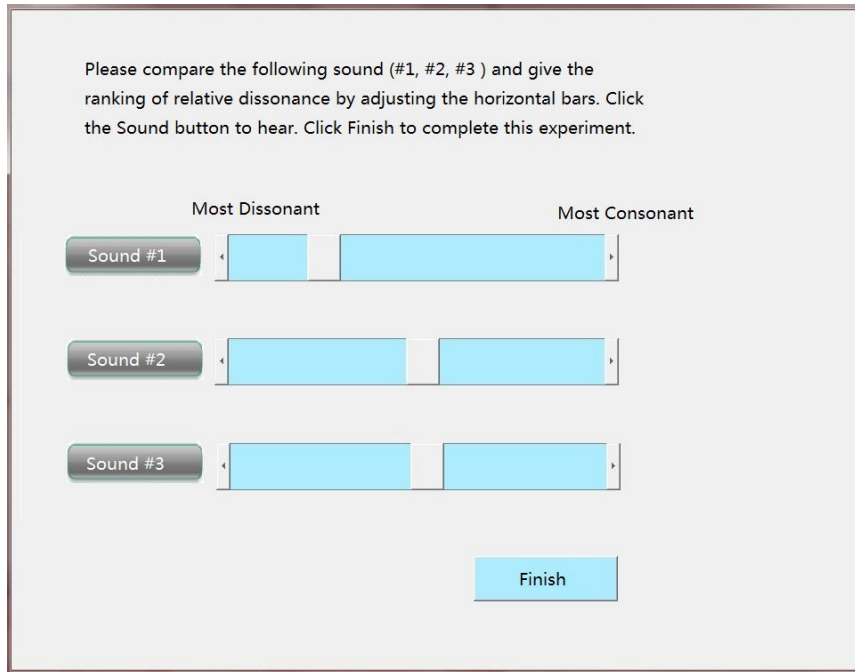 Please compare the following sound (#1, #2, #3 ) and give the
ranking of relative dissonance by adjusting the horizontal bars. Click
the Sound button to hear. Click Finish to complete this experiment.
Most Dissonant
Most Consonant
Sound #1
Sound #2
Sound #3
Finish